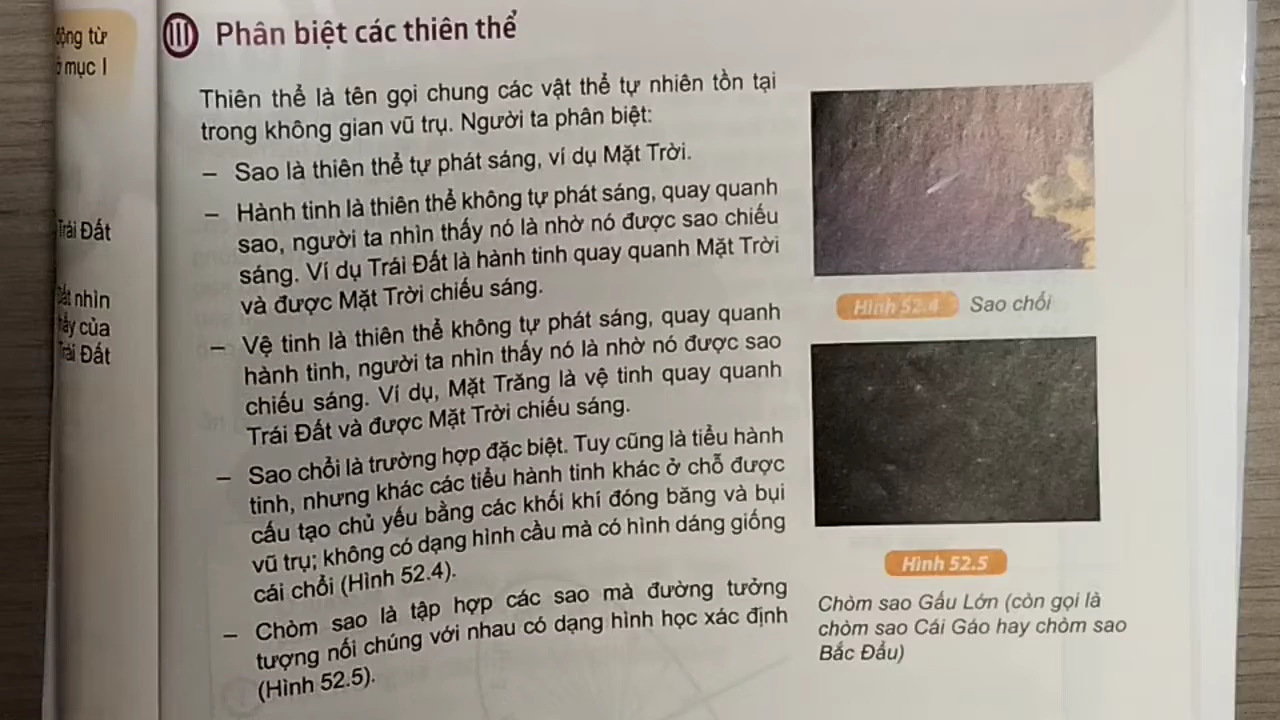 động từ
ở mục I
Trái Đất
Đất nhìn
thấy của
Trái Đất
III Phân biệt các thiên thể
Thiên thể là tên gọi chung các vật thể tự nhiên tồn tại
trong không gian vũ trụ. Người ta phân biệt:
– Sao là thiên thể tự phát sáng, ví dụ Mặt Trời.
– Hành tinh là thiên thể không tự phát sáng, quay quanh
sao, người ta nhìn thấy nó là nhờ nó được sao chiếu
sáng. Ví dụ Trái Đất là hành tinh quay quanh Mặt Trời
và được Mặt Trời chiếu sáng.
– Vệ tinh là thiên thể không tự phát sáng, quay quanh
hành tinh, người ta nhìn thấy nó là nhờ nó được sao
chiếu sáng. Ví dụ, Mặt Trăng là vệ tinh quay quanh
Trái Đất và được Mặt Trời chiếu sáng.
– Sao chổi là trường hợp đặc biệt. Tuy cũng là tiểu hành
tinh, nhưng khác các tiểu hành tinh khác ở chỗ được
cấu tạo chủ yếu bằng các khối khí đóng băng và bụi
vũ trụ; không có dạng hình cầu mà có hình dáng giống
cái chổi (Hình 52.4).
– Chòm sao là tập hợp các sao mà đường tưởng
tượng nối chúng với nhau có dạng hình học xác định
(Hình 52.5).
Hình 52.4 Sao chổi
Hình 52.5
Chòm sao Gấu Lớn (còn gọi là
chòm sao Cái Gáo hay chòm sao
Bắc Đẩu)